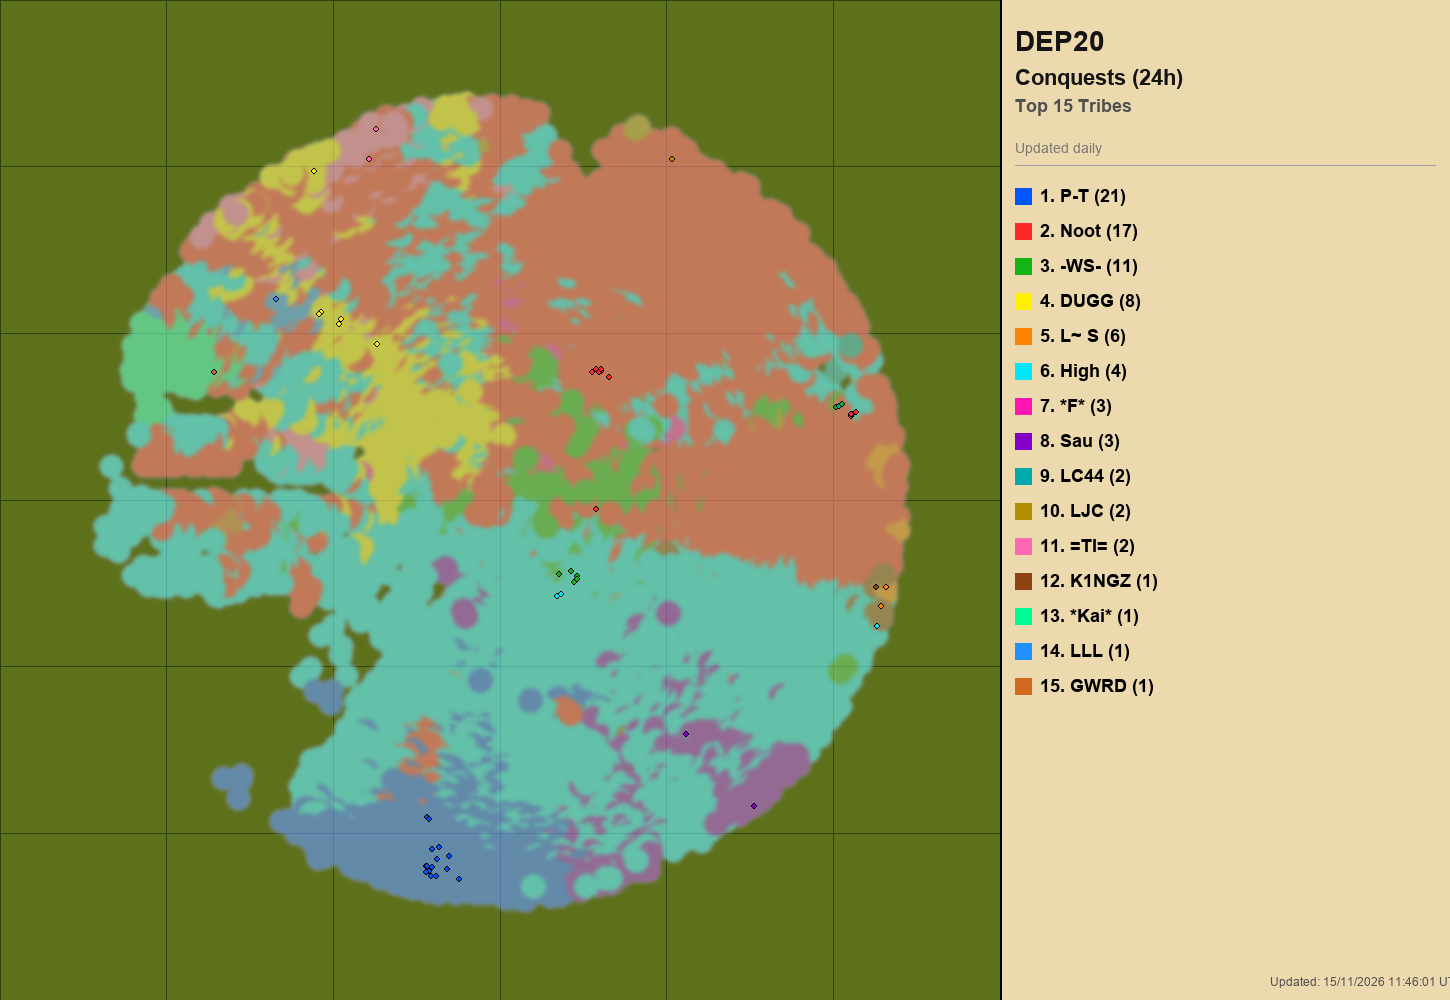 DEP20
Conquests (24h)
Top 15 Tribes
Updated daily
1. P-T (21)
2. Noot (17)
3. -WS- (11)
4. DUGG (8)
5. L~ S (6)
6. High (4)
7. *F* (3)
8. Sau (3)
9. LC44 (2)
10. LJC (2)
11. =TI= (2)
12. K1NGZ (1)
13. *Kai* (1)
14. LLL (1)
15. GWRD (1)
Updated: 15/11/2026 11:46:01 U